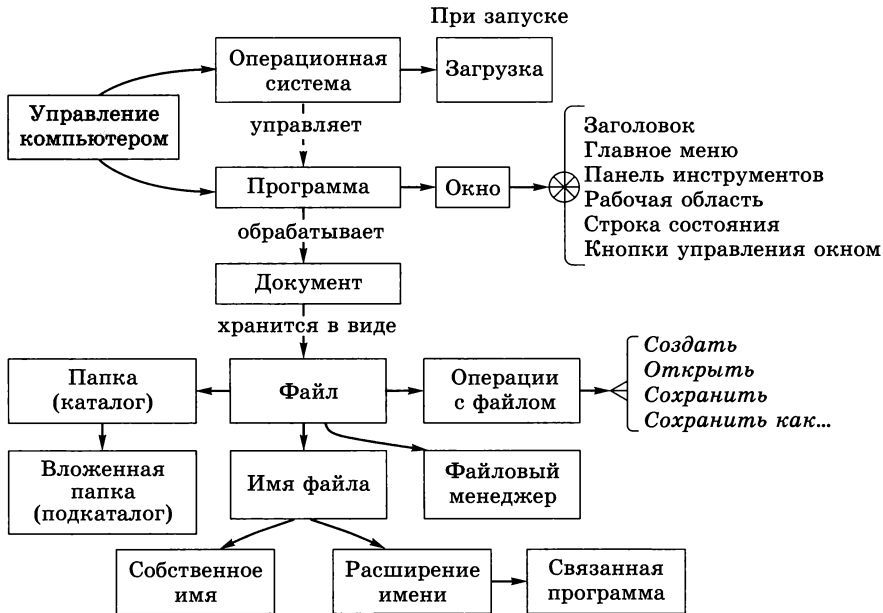 При запуске
Операционная
система
Загрузка
Управление
компьютером
управляет
Программа
Окно
Заголовок
Главное меню
Панель инструментов
Рабочая область
Строка состояния
Кнопки управления окном
обрабатывает
Документ
хранится в виде
Папка
(каталог)
Файл
Операции
с файлом
Создать
Открыть
Сохранить
Сохранить как...
Вложенная
папка
(подкаталог)
Имя файла
Файловый
менеджер
Собственное
имя
Расширение
имени
Связанная
программа